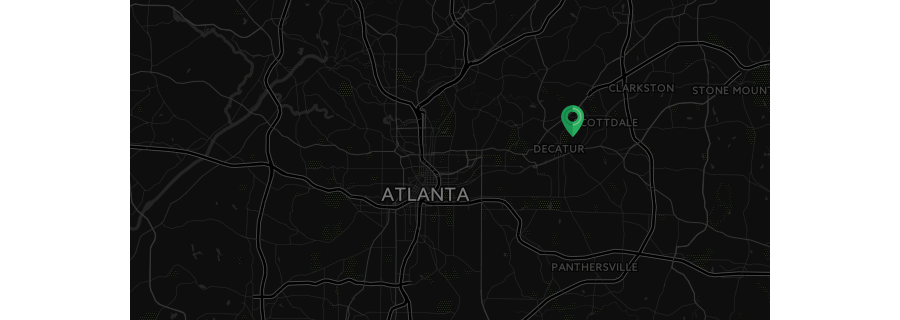 CLARKSTON
STONE MOUNT
COTTDALE
DECATUR
ATLANTA
PANTHERSVILLE